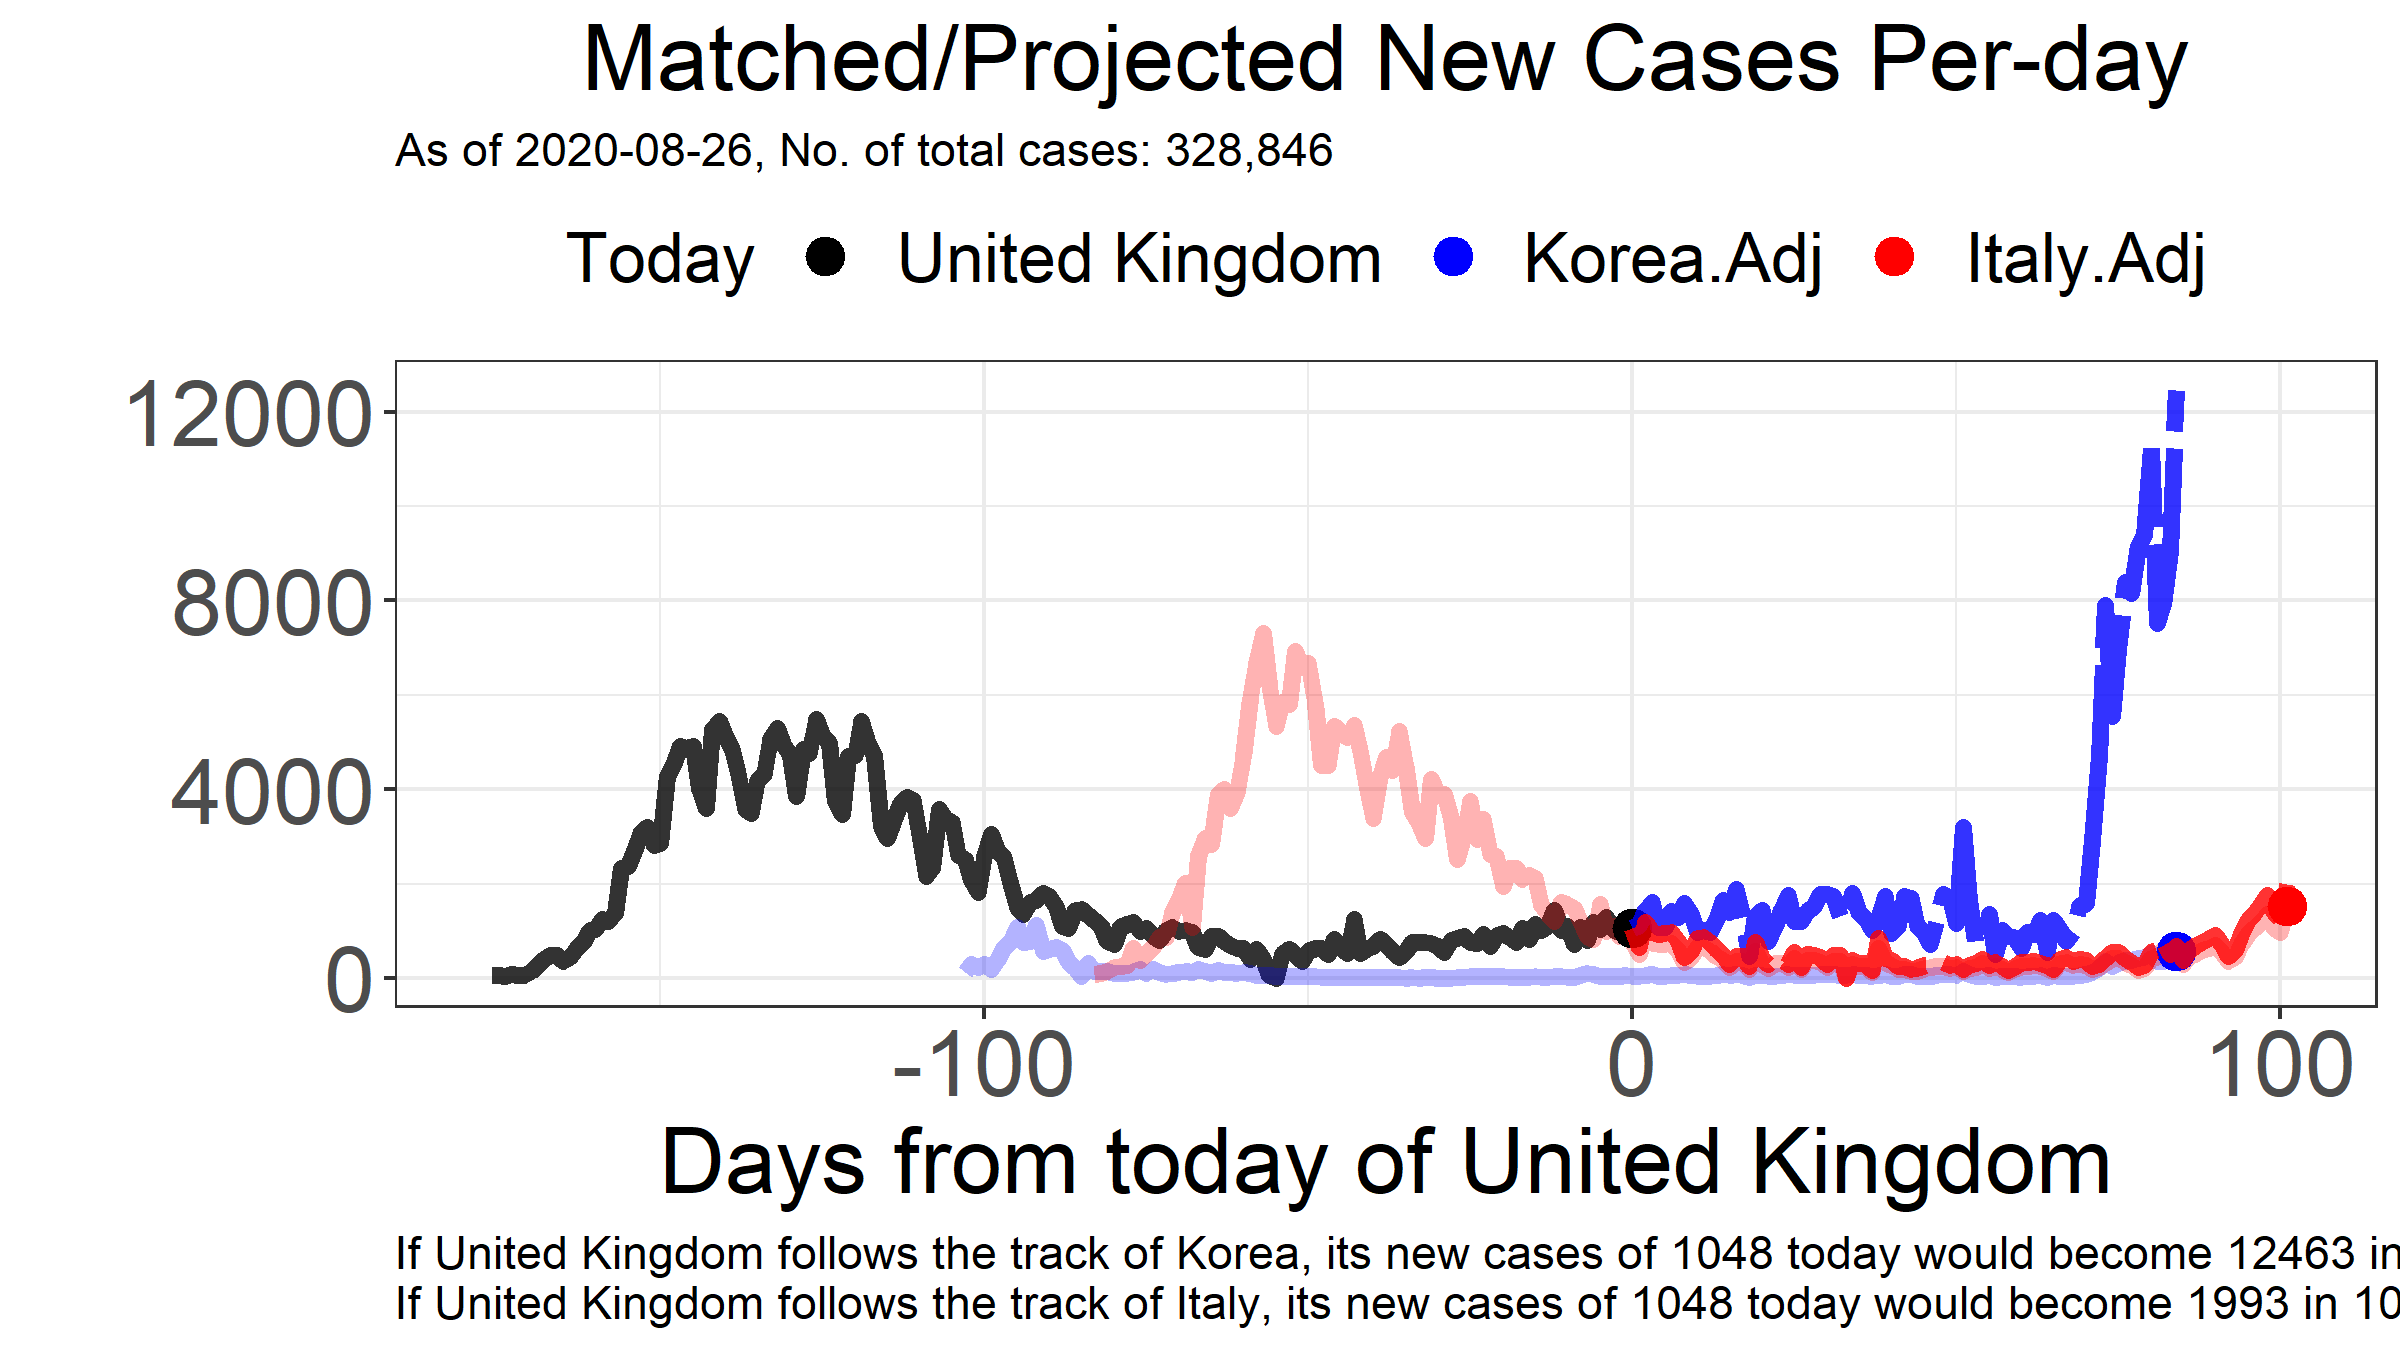 Matched/Projected New Cases Per-day
As of 2020-08-26, No. of total cases: 328,846
Today United Kingdom Korea.Adj Italy.Adj
12000
8000
4000
0
-100 0 100
Days from today of United Kingdom
If United Kingdom follows the track of Korea, its new cases of 1048 today would become 12463 in
If United Kingdom follows the track of Italy, its new cases of 1048 today would become 1993 in 10